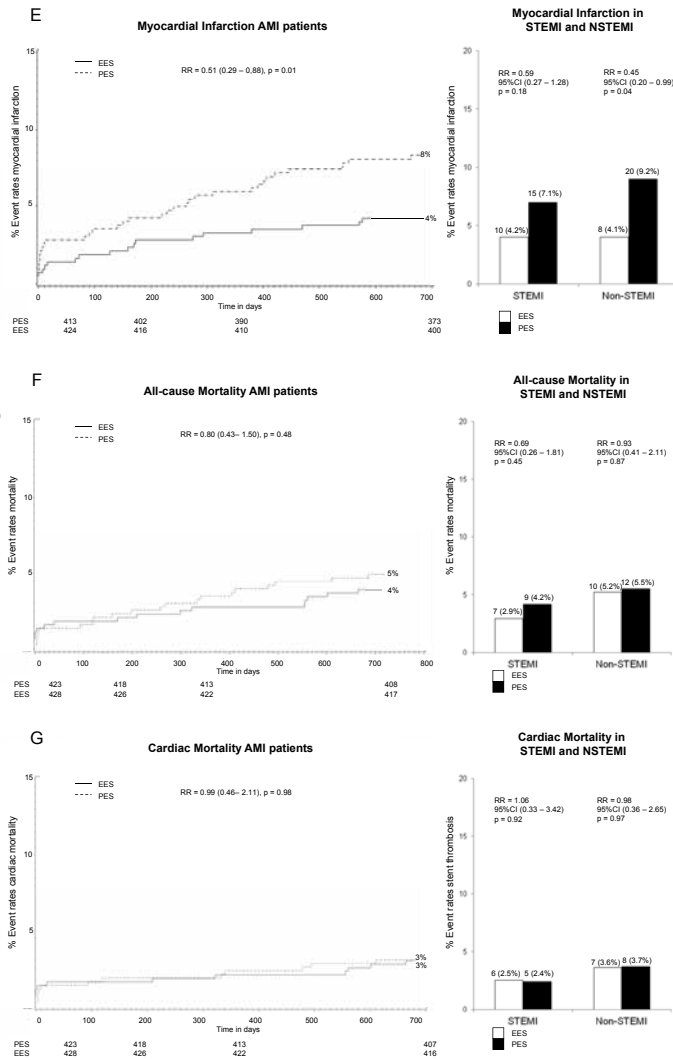 E
Myocardial Infarction AMI patients
% Event rates myocardial infarction
15
10
5
EES
PES
RR = 0.51 (0.29 – 0,88), p = 0.01
8%
4%
0 100 200 300 400 500 600 700
Time in days
PES 413 402 390 373
EES 424 416 410 400
Myocardial Infarction in
STEMI and NSTEMI
% Event rates myocardial infarction
20
15
10
5
0
RR = 0.59
95%CI (0.27 – 1.28)
p = 0.18
RR = 0.45
95%CI (0.20 – 0.99)
p = 0.04
10 (4.2%)
15 (7.1%)
8 (4.1%)
20 (9.2%)
STEMI Non-STEMI
EES
PES
F
All-cause Mortality AMI patients
% Event rates mortality
15
10
5
EES
PES
RR = 0.80 (0.43– 1.50), p = 0.48
5%
4%
0 100 200 300 400 500 600 700 800
Time in days
PES 423 418 413 408
EES 428 426 422 417
All-cause Mortality in
STEMI and NSTEMI
% Event rates mortality
20
15
10
5
0
RR = 0.69
95%CI (0.26 – 1.81)
p = 0.45
RR = 0.93
95%CI (0.41 – 2.11)
p = 0.87
7 (2.9%)
9 (4.2%)
10 (5.2%)
12 (5.5%)
STEMI Non-STEMI
EES
PES
G
Cardiac Mortality AMI patients
% Event rates cardiac mortality
15
10
5
EES
PES
RR = 0.99 (0.46– 2.11), p = 0.98
3%
3%
0 100 200 300 400 500 600 700
Time in days
PES 423 418 413 407
EES 428 426 422 416
Cardiac Mortality in
STEMI and NSTEMI
% Event rates stent thrombosis
20
15
10
5
0
RR = 1.06
95%CI (0.33 – 3.42)
p = 0.92
RR = 0.98
95%CI (0.36 – 2.65)
p = 0.97
6 (2.5%)
5 (2.4%)
7 (3.6%)
8 (3.7%)
STEMI Non-STEMI
EES
PES